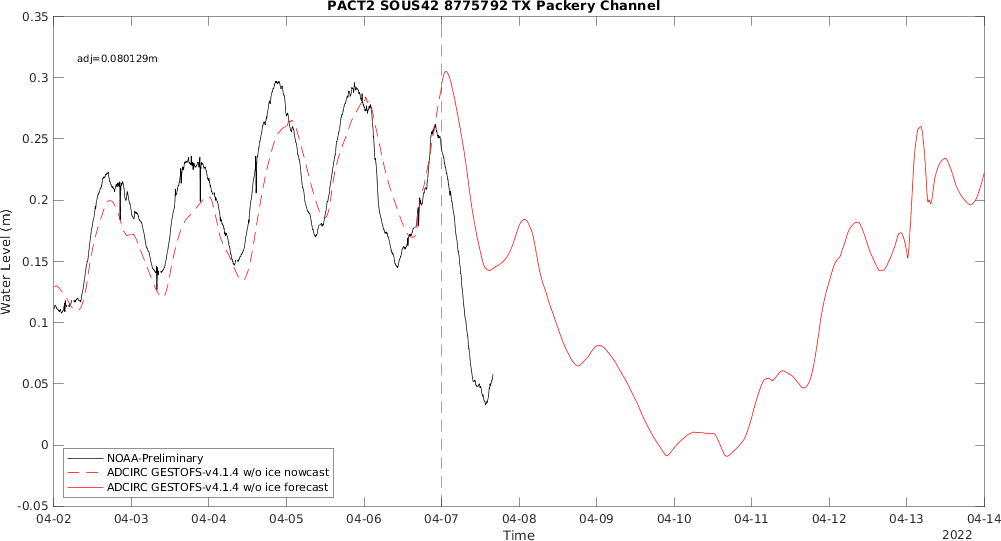 PACT2 SOUS42 8775792 TX Packery Channel
adj=0.080129m
Water Level (m)
0.35
0.3
0.25
0.2
0.15
0.1
0.05
0
-0.05
NOAA-Preliminary
ADCIRC GESTOFS-v4.1.4 w/o ice nowcast
ADCIRC GESTOFS-v4.1.4 w/o ice forecast
04-02 04-03 04-04 04-05 04-06 04-07 04-08 04-09 04-10 04-11 04-12 04-13 04-14
Time
2022